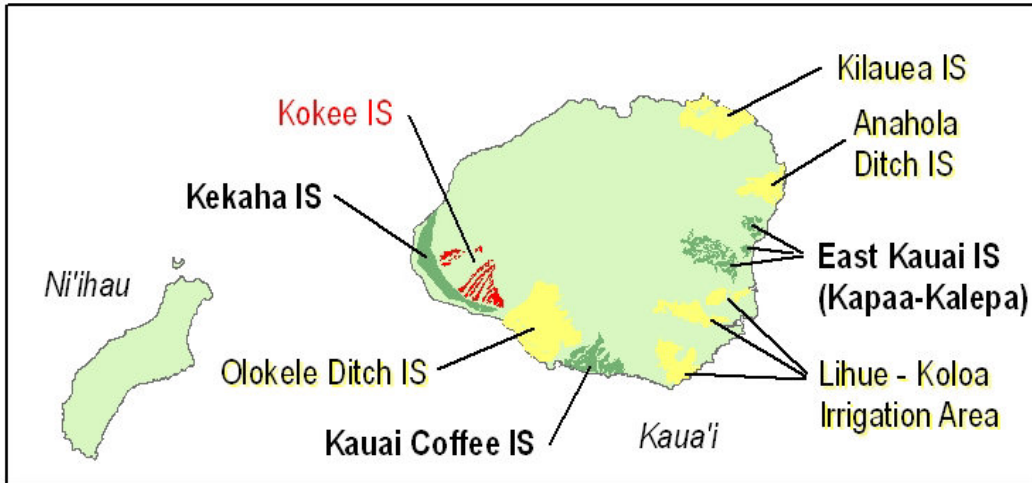 Kilauea IS
Kokee IS
Anahola
Ditch IS
Kekaha IS
East Kauai IS
(Kapaa-Kalepa)
Ni'ihau
Olokele Ditch IS
Lihue - Koloa
Irrigation Area
Kauai Coffee IS
Kaua'i